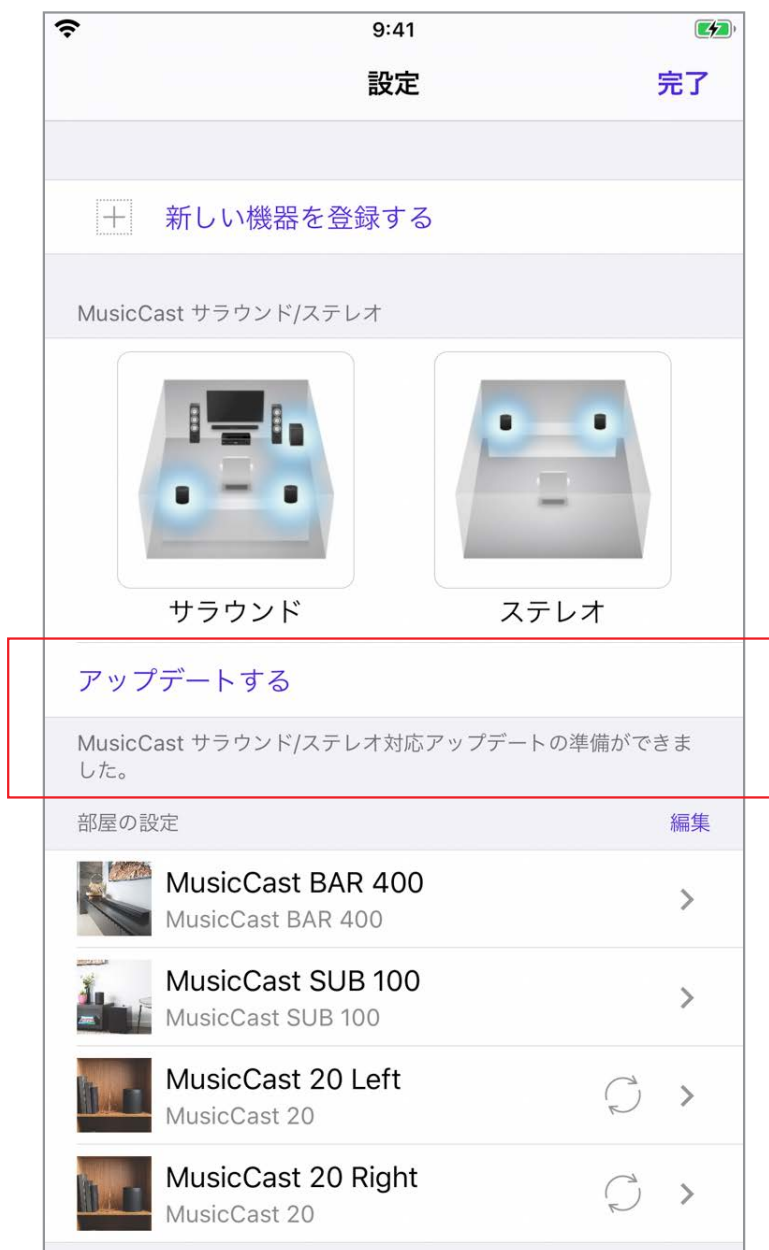 9:41
設定
完了
新しい機器を登録する
MusicCast サラウンド/ステレオ
サラウンド
ステレオ
アップデートする
MusicCast サラウンド/ステレオ対応アップデートの準備ができま
した。
部屋の設定
編集
MusicCast BAR 400
MusicCast BAR 400
MusicCast SUB 100
MusicCast SUB 100
MusicCast 20 Left
MusicCast 20
MusicCast 20 Right
MusicCast 20